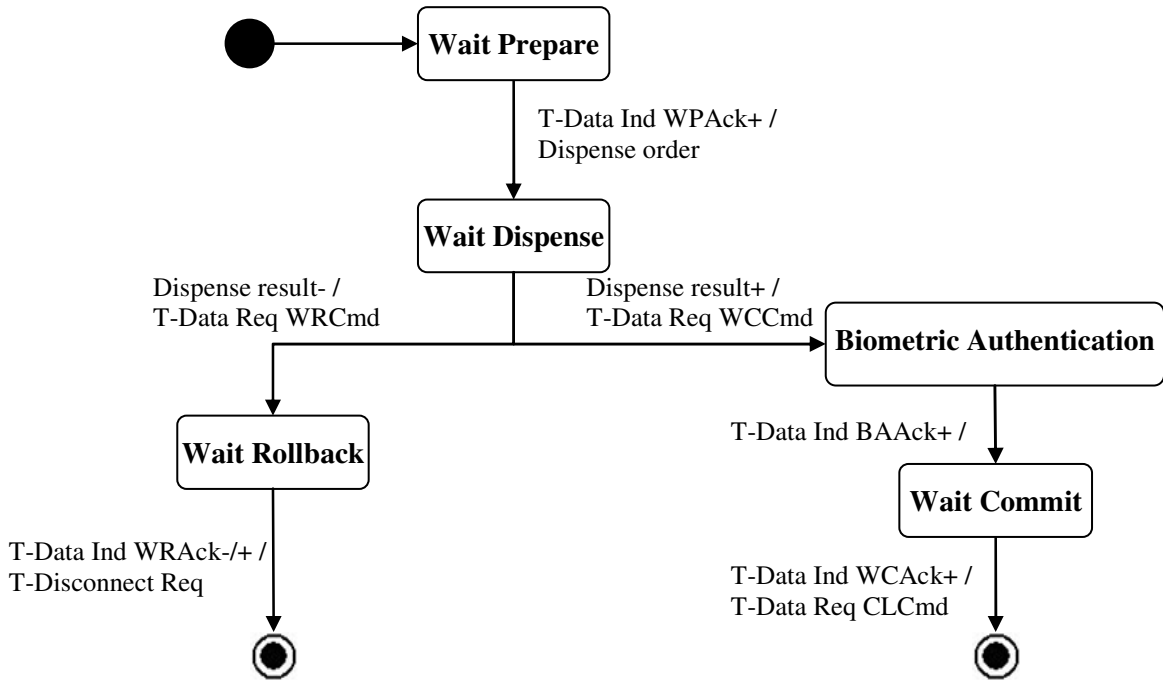 Wait Prepare
T-Data Ind WPAck+ /
Dispense order
Wait Dispense
Dispense result- /
T-Data Req WRCmd
Dispense result+ /
T-Data Req WCCmd
Biometric Authentication
T-Data Ind BAAck+ /
Wait Rollback
Wait Commit
T-Data Ind WRAck-/+ /
T-Disconnect Req
T-Data Ind WCAck+ /
T-Data Req CLCmd